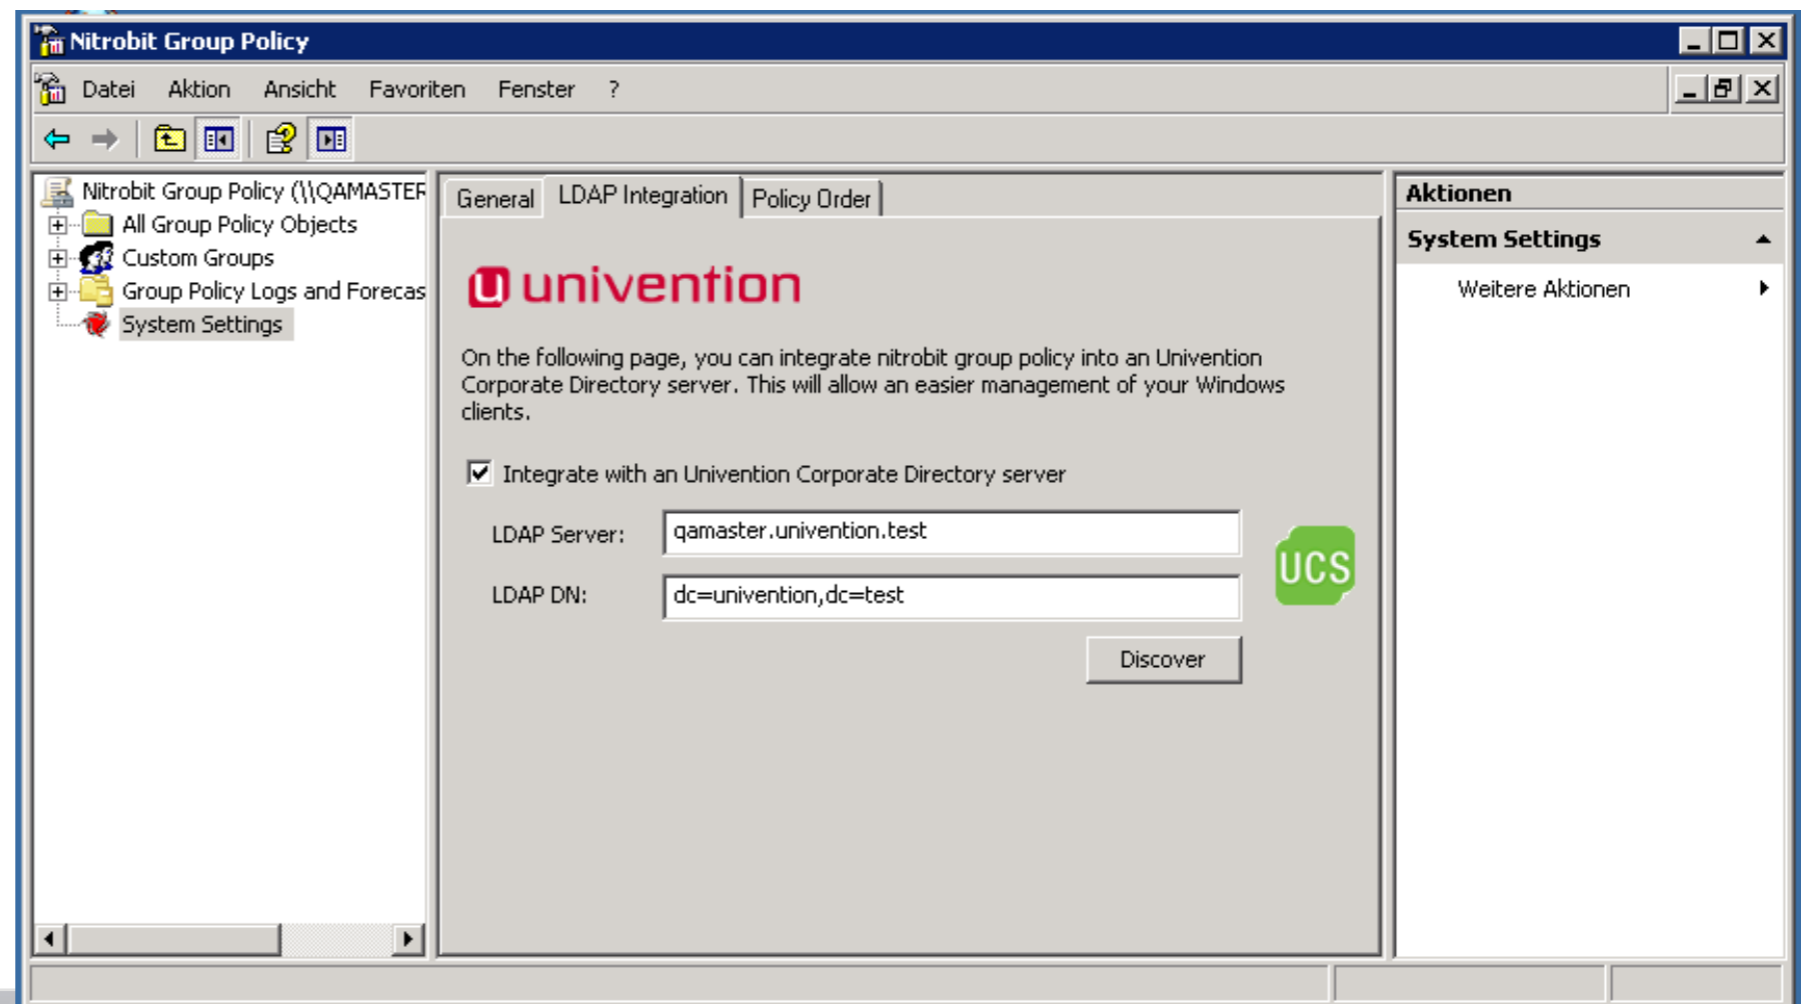 Nitrobit Group Policy
Datei Aktion Ansicht Favoriten Fenster ?
Nitrobit Group Policy (\\QAMASTER
All Group Policy Objects
Custom Groups
Group Policy Logs and Forecas
System Settings
General LDAP Integration Policy Order
univention
On the following page, you can integrate nitrobit group policy into an Univention
Corporate Directory server. This will allow an easier management of your Windows
clients.
Integrate with an Univention Corporate Directory server
LDAP Server: qamaster.univention.test
LDAP DN: dc=univention,dc=test
UCS
Discover
Aktionen
System Settings
Weitere Aktionen